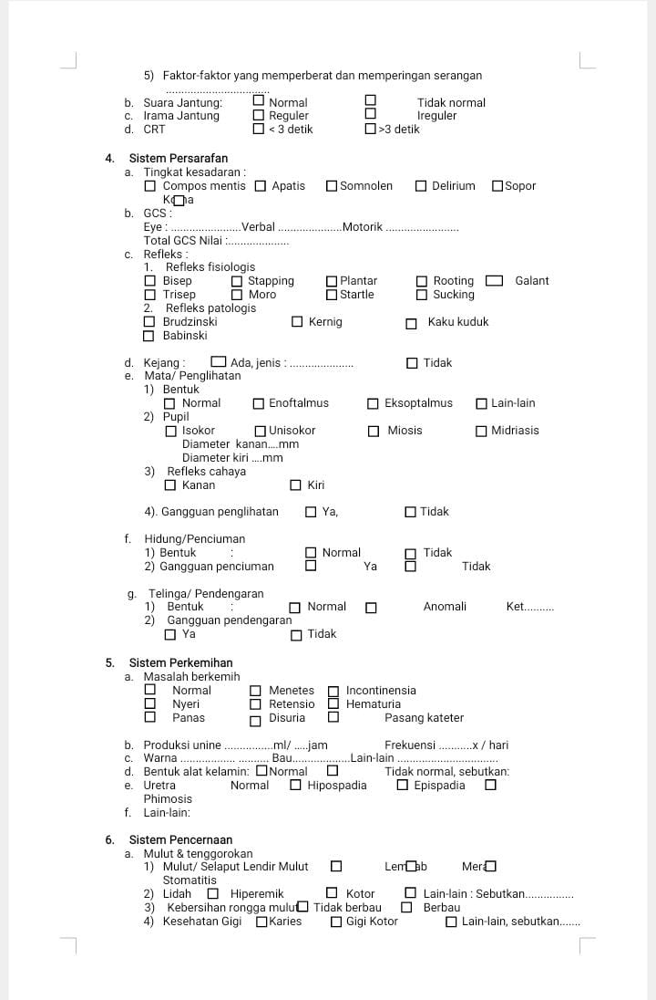 5) Faktor-faktor yang memperberat dan memperingan serangan
..................................
b. Suara Jantung: ☐ Normal ☐ Tidak normal
c. Irama Jantung ☐ Reguler ☐ Ireguler
d. CRT ☐ < 3 detik ☐ >3 detik
4. Sistem Persarafan
a. Tingkat kesadaran :
☐ Compos mentis ☐ Apatis ☐ Somnolen ☐ Delirium ☐ Sopor
☐ Koma
b. GCS :
Eye : .......................Verbal .....................Motorik ........................
Total GCS Nilai :....................
c. Refleks :
1. Refleks fisiologis
☐ Bisep ☐ Stapping ☐ Plantar ☐ Rooting ☐ Galant
☐ Trisep ☐ Moro ☐ Startle ☐ Sucking
2. Refleks patologis
☐ Brudzinski ☐ Kernig ☐ Kaku kuduk
☐ Babinski
d. Kejang : ☐ Ada, jenis : ..................... ☐ Tidak
e. Mata/ Penglihatan
1) Bentuk
☐ Normal ☐ Enoftalmus ☐ Eksoptalmus ☐ Lain-lain
2) Pupil
☐ Isokor ☐ Unisokor ☐ Miosis ☐ Midriasis
Diameter kanan....mm
Diameter kiri ....mm
3) Refleks cahaya
☐ Kanan ☐ Kiri
4). Gangguan penglihatan ☐ Ya, ☐ Tidak
f. Hidung/Penciuman
1) Bentuk : ☐ Normal ☐ Tidak
2) Gangguan penciuman ☐ Ya ☐ Tidak
g. Telinga/ Pendengaran
1) Bentuk : ☐ Normal ☐ Anomali Ket..........
2) Gangguan pendengaran
☐ Ya ☐ Tidak
5. Sistem Perkemihan
a. Masalah berkemih
☐ Normal ☐ Menetes ☐ Incontinensia
☐ Nyeri ☐ Retensio ☐ Hematuria
☐ Panas ☐ Disuria ☐ Pasang kateter
b. Produksi unine ................ml/ .....jam Frekuensi ...........x / hari
c. Warna .................. .......... Bau...................Lain-lain .................................
d. Bentuk alat kelamin: ☐ Normal ☐ Tidak normal, sebutkan:
e. Uretra Normal ☐ Hipospadia ☐ Epispadia ☐
Phimosis
f. Lain-lain:
6. Sistem Pencernaan
a. Mulut & tenggorokan
1) Mulut/ Selaput Lendir Mulut ☐ Lem☐ab Mera☐
Stomatitis
2) Lidah ☐ Hiperemik ☐ Kotor ☐ Lain-lain : Sebutkan................
3) Kebersihan rongga mulut☐ Tidak berbau ☐ Berbau
4) Kesehatan Gigi ☐ Karies ☐ Gigi Kotor ☐ Lain-lain, sebutkan.......